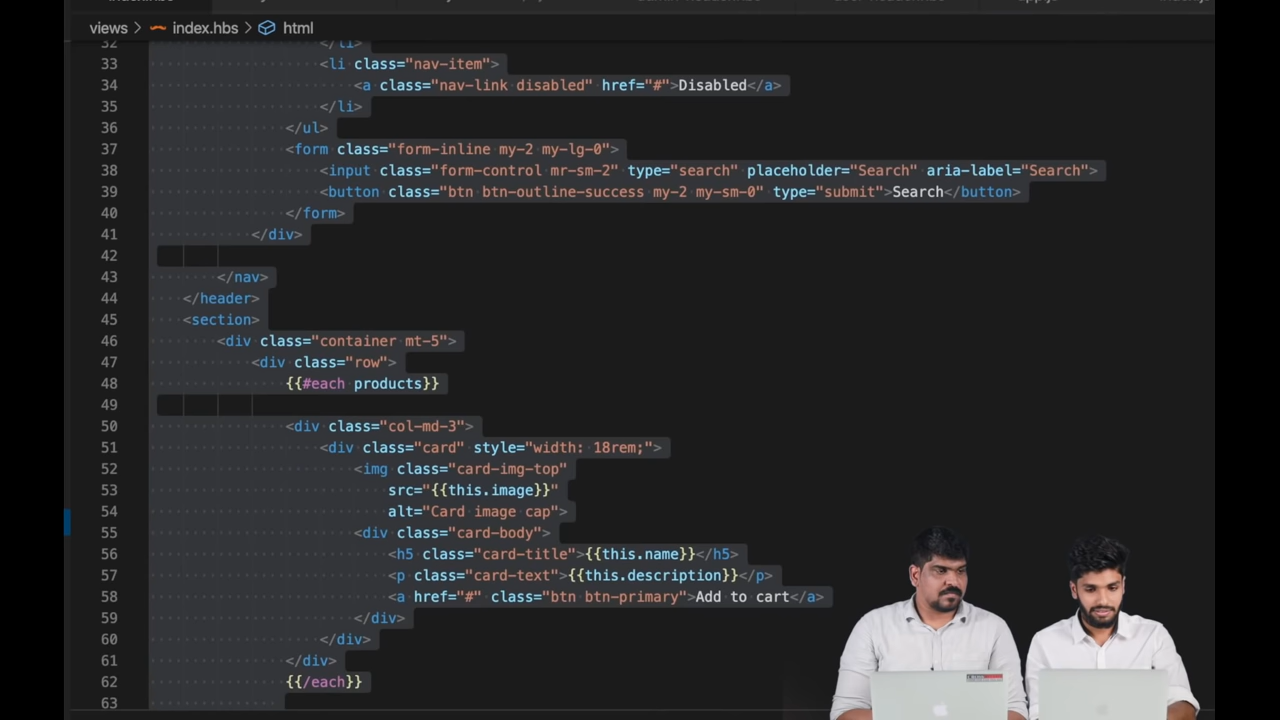 views > index.hbs > html
32 </li>
33 <li class="nav-item">
34 <a class="nav-link disabled" href="#">Disabled</a>
35 </li>
36 </ul>
37 <form class="form-inline my-2 my-lg-0">
38 <input class="form-control mr-sm-2" type="search" placeholder="Search" aria-label="Search">
39 <button class="btn btn-outline-success my-2 my-sm-0" type="submit">Search</button>
40 </form>
41 </div>
42
43 </nav>
44 </header>
45 <section>
46 <div class="container mt-5">
47 <div class="row">
48 {{#each products}}
49
50 <div class="col-md-3">
51 <div class="card" style="width: 18rem;">
52 <img class="card-img-top"
53 src="{{this.image}}"
54 alt="Card image cap">
55 <div class="card-body">
56 <h5 class="card-title">{{this.name}}</h5>
57 <p class="card-text">{{this.description}}</p>
58 <a href="#" class="btn btn-primary">Add to cart</a>
59 </div>
60 </div>
61 </div>
62 {{/each}}
63